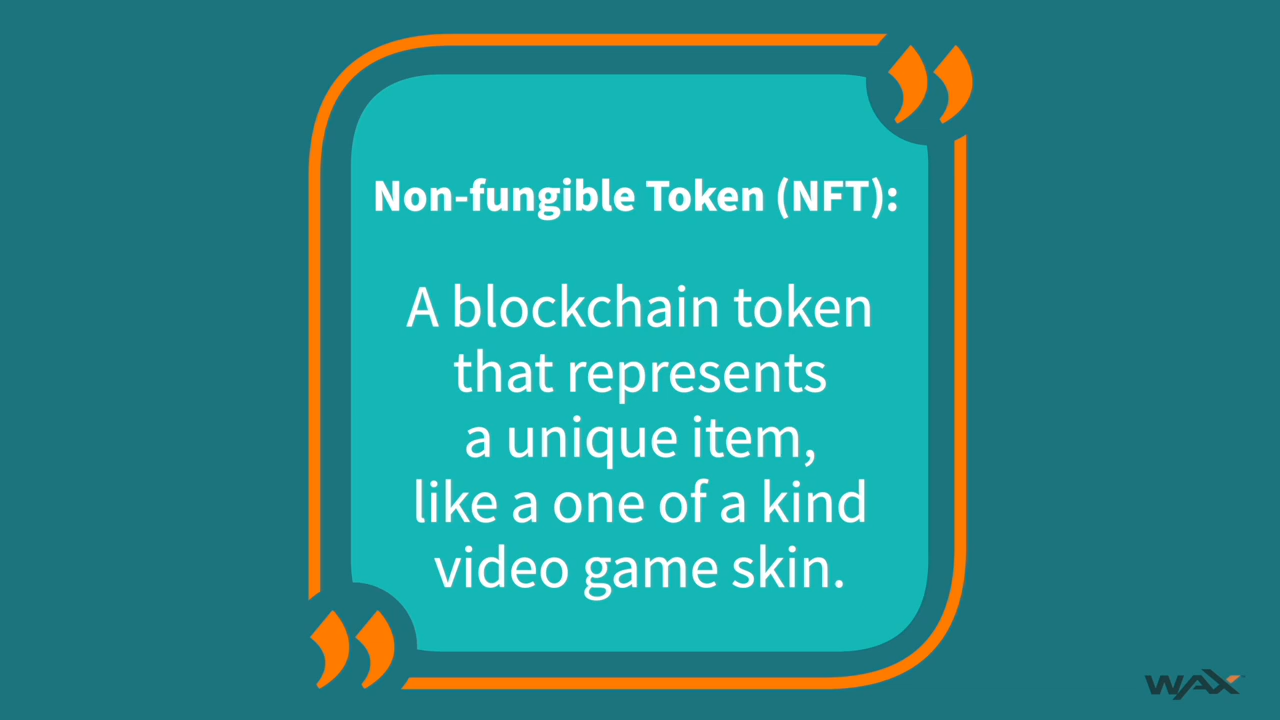 Non-fungible Token (NFT):
A blockchain token
that represents
a unique item,
like a one of a kind
video game skin.
WAX